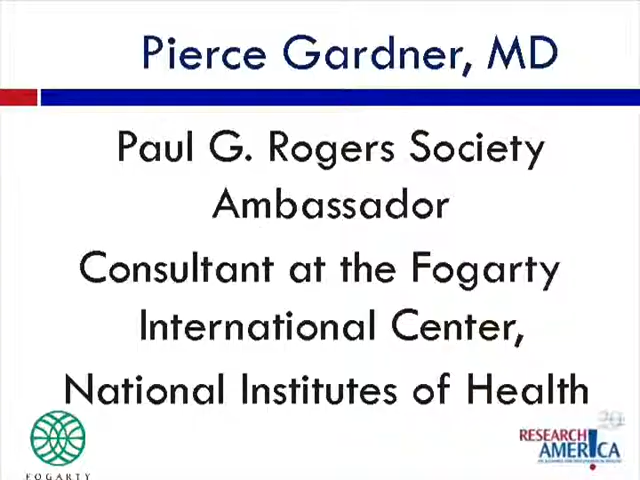 Pierce Gardner, MD
Paul G. Rogers Society
Ambassador
Consultant at the Fogarty
International Center,
National Institutes of Health
FOGARTY
RESEARCH
AMERICA